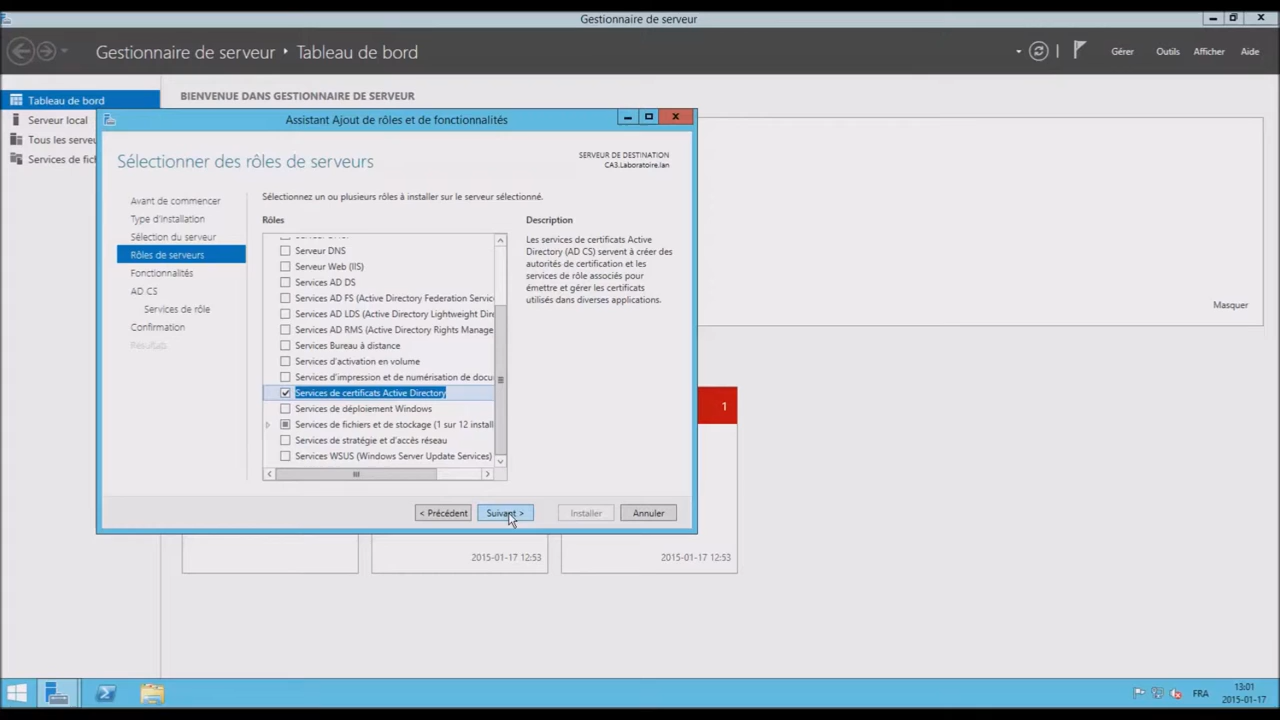 Gestionnaire de serveur
Gestionnaire de serveur • Tableau de bord
Gérer
Outils
Afficher
Aide
Tableau de bord
Serveur local
Tous les serveu
Services de fich
BIENVENUE DANS GESTIONNAIRE DE SERVEUR
Assistant Ajout de rôles et de fonctionnalités
Sélectionner des rôles de serveurs
SERVEUR DE DESTINATION
CA3.Laboratoire.lan
Avant de commencer
Type d'installation
Sélection du serveur
Rôles de serveurs
Fonctionnalités
AD CS
Services de rôle
Confirmation
Résultats
Sélectionnez un ou plusieurs rôles à installer sur le serveur sélectionné.
Rôles
Serveur DNS
Serveur Web (IIS)
Services AD DS
Services AD FS (Active Directory Federation Service
Services AD LDS (Active Directory Lightweight Dire
Services AD RMS (Active Directory Rights Manage
Services Bureau à distance
Services d'activation en volume
Services d'impression et de numérisation de docu
Services de certificats Active Directory
Services de déploiement Windows
Services de fichiers et de stockage (1 sur 12 install
Services de stratégie et d'accès réseau
Services WSUS (Windows Server Update Services)
Description
Les services de certificats Active
Directory (AD CS) servent à créer des
autorités de certification et les
services de rôle associés pour
émettre et gérer les certificats
utilisés dans diverses applications.
< Précédent
Suivant >
Installer
Annuler
Masquer
1
2015-01-17 12:53
2015-01-17 12:53
FRA
13:01
2015-01-17